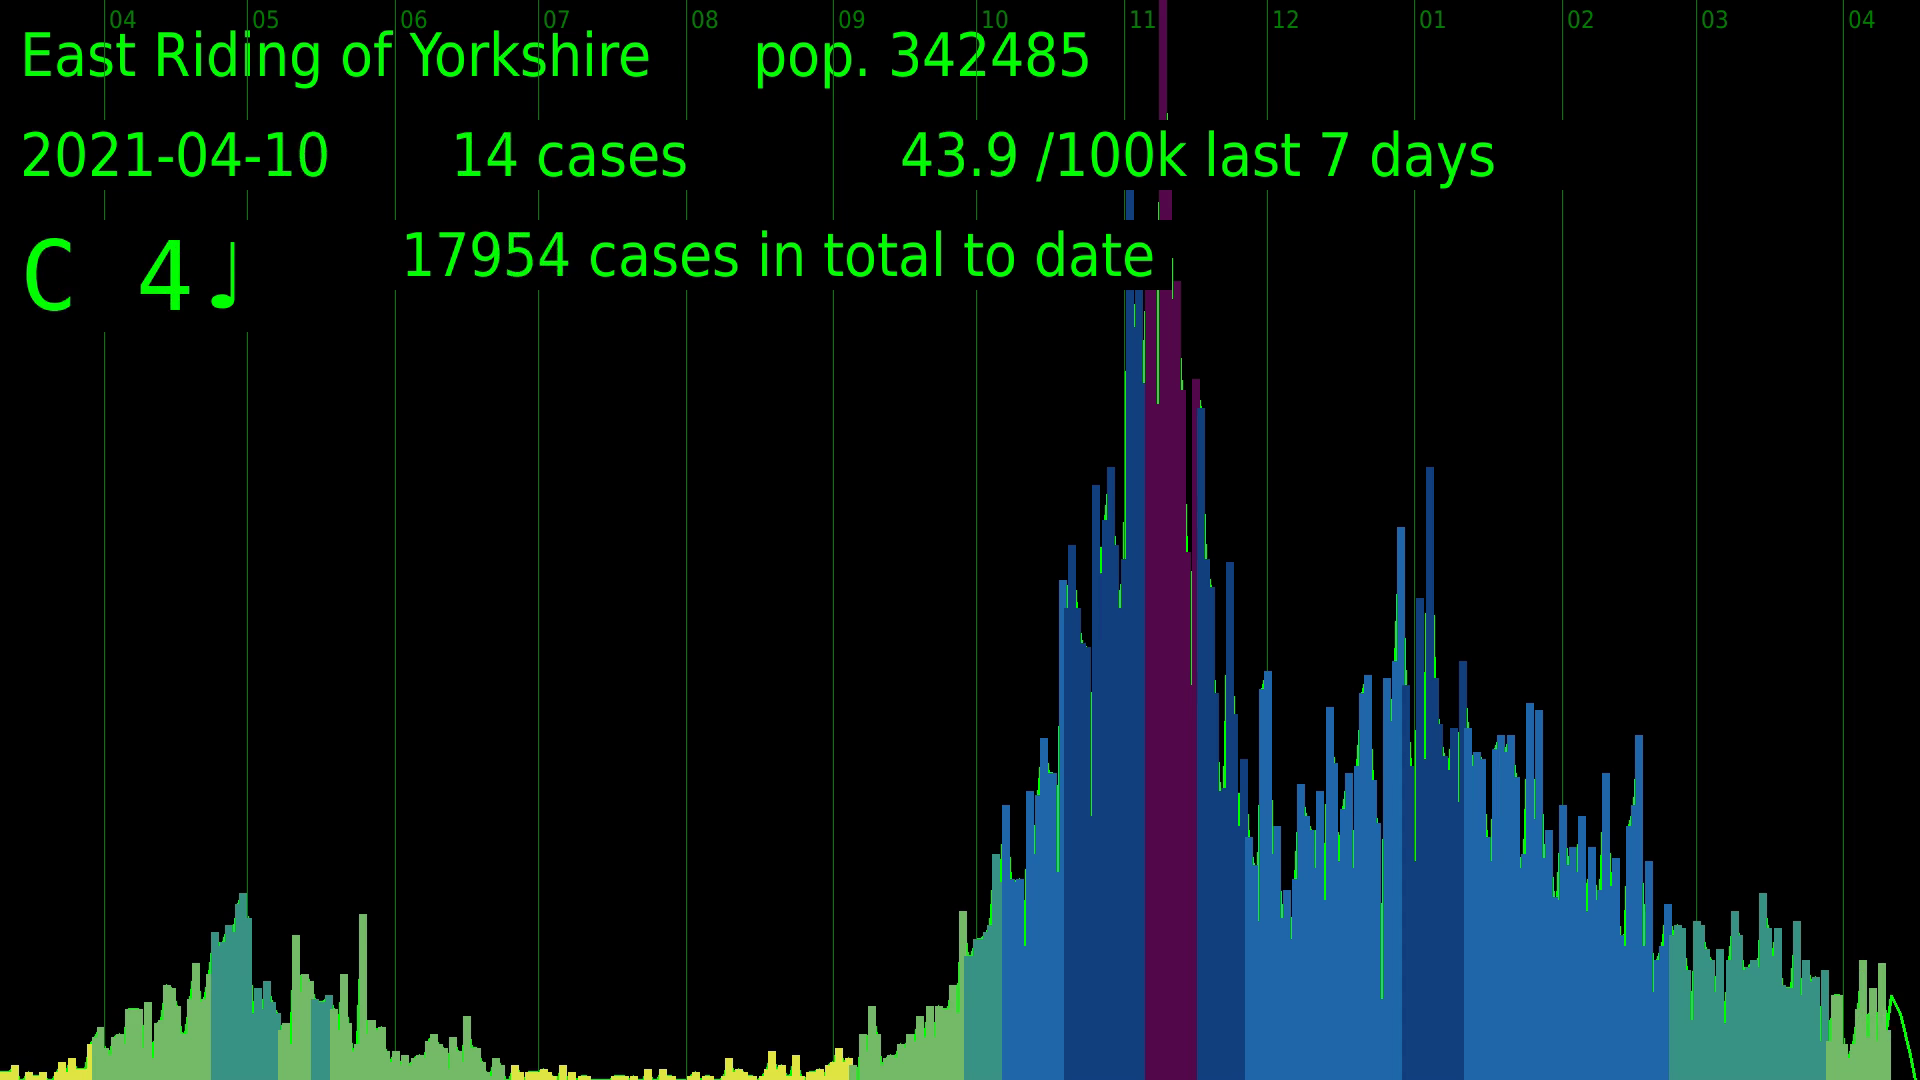 04 05 06 07 08 09 10 11 12 01 02 03 04
East Riding of Yorkshire pop. 342485
2021-04-10 14 cases 43.9 /100k last 7 days
C 4♩ 17954 cases in total to date